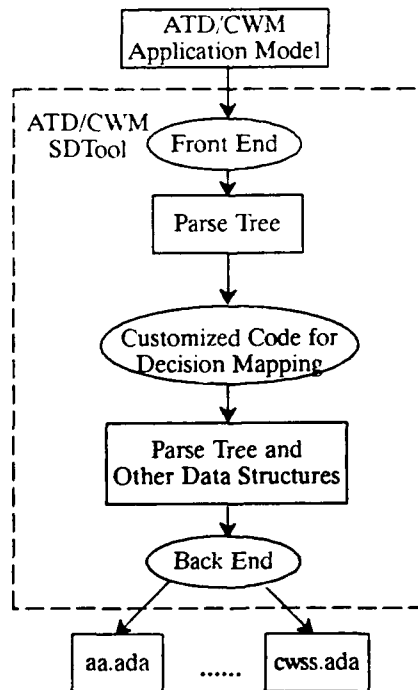 ATD/CWM
Application Model
ATD/CWM
SDTool
Front End
Parse Tree
Customized Code for
Decision Mapping
Parse Tree and
Other Data Structures
Back End
aa.ada
......
cwss.ada